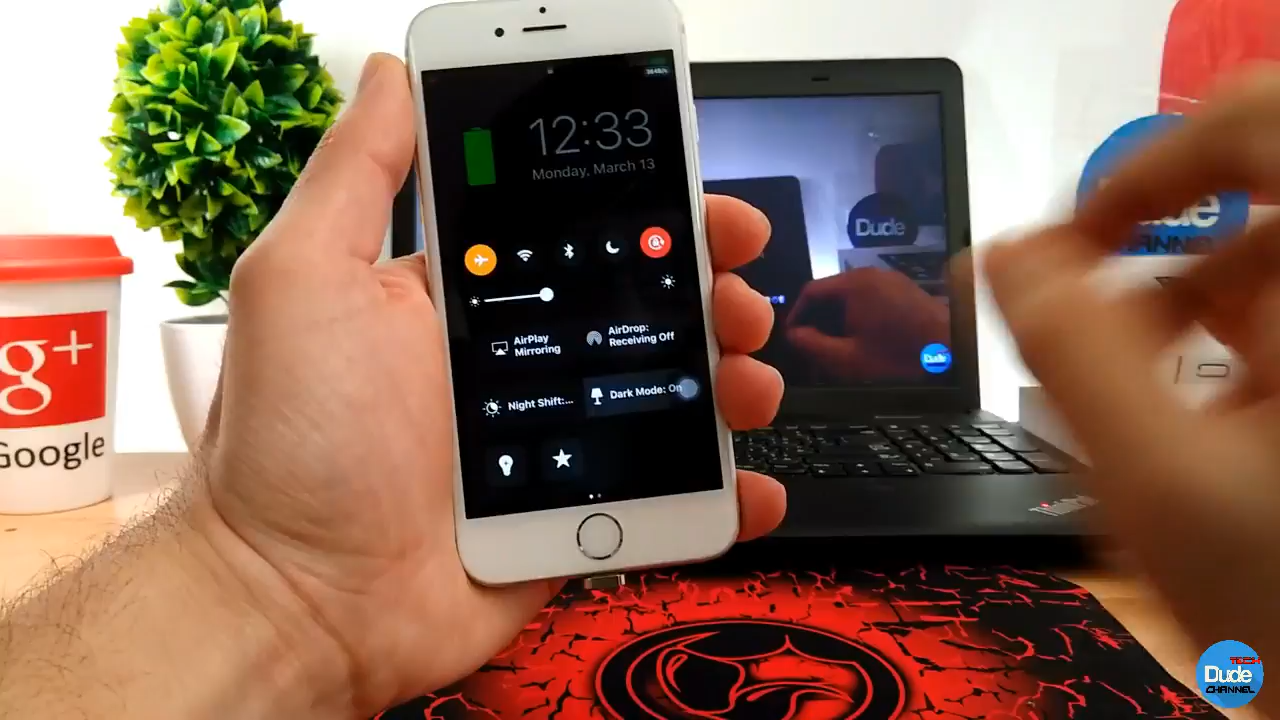 12:33
Monday, March 13
AirPlay
Mirroring
AirDrop:
Receiving Off
Night Shift:...
Dark Mode: On
g+
Google
Dude
Dude
Dude
CHANNEL
TECH
Dude
CHANNEL